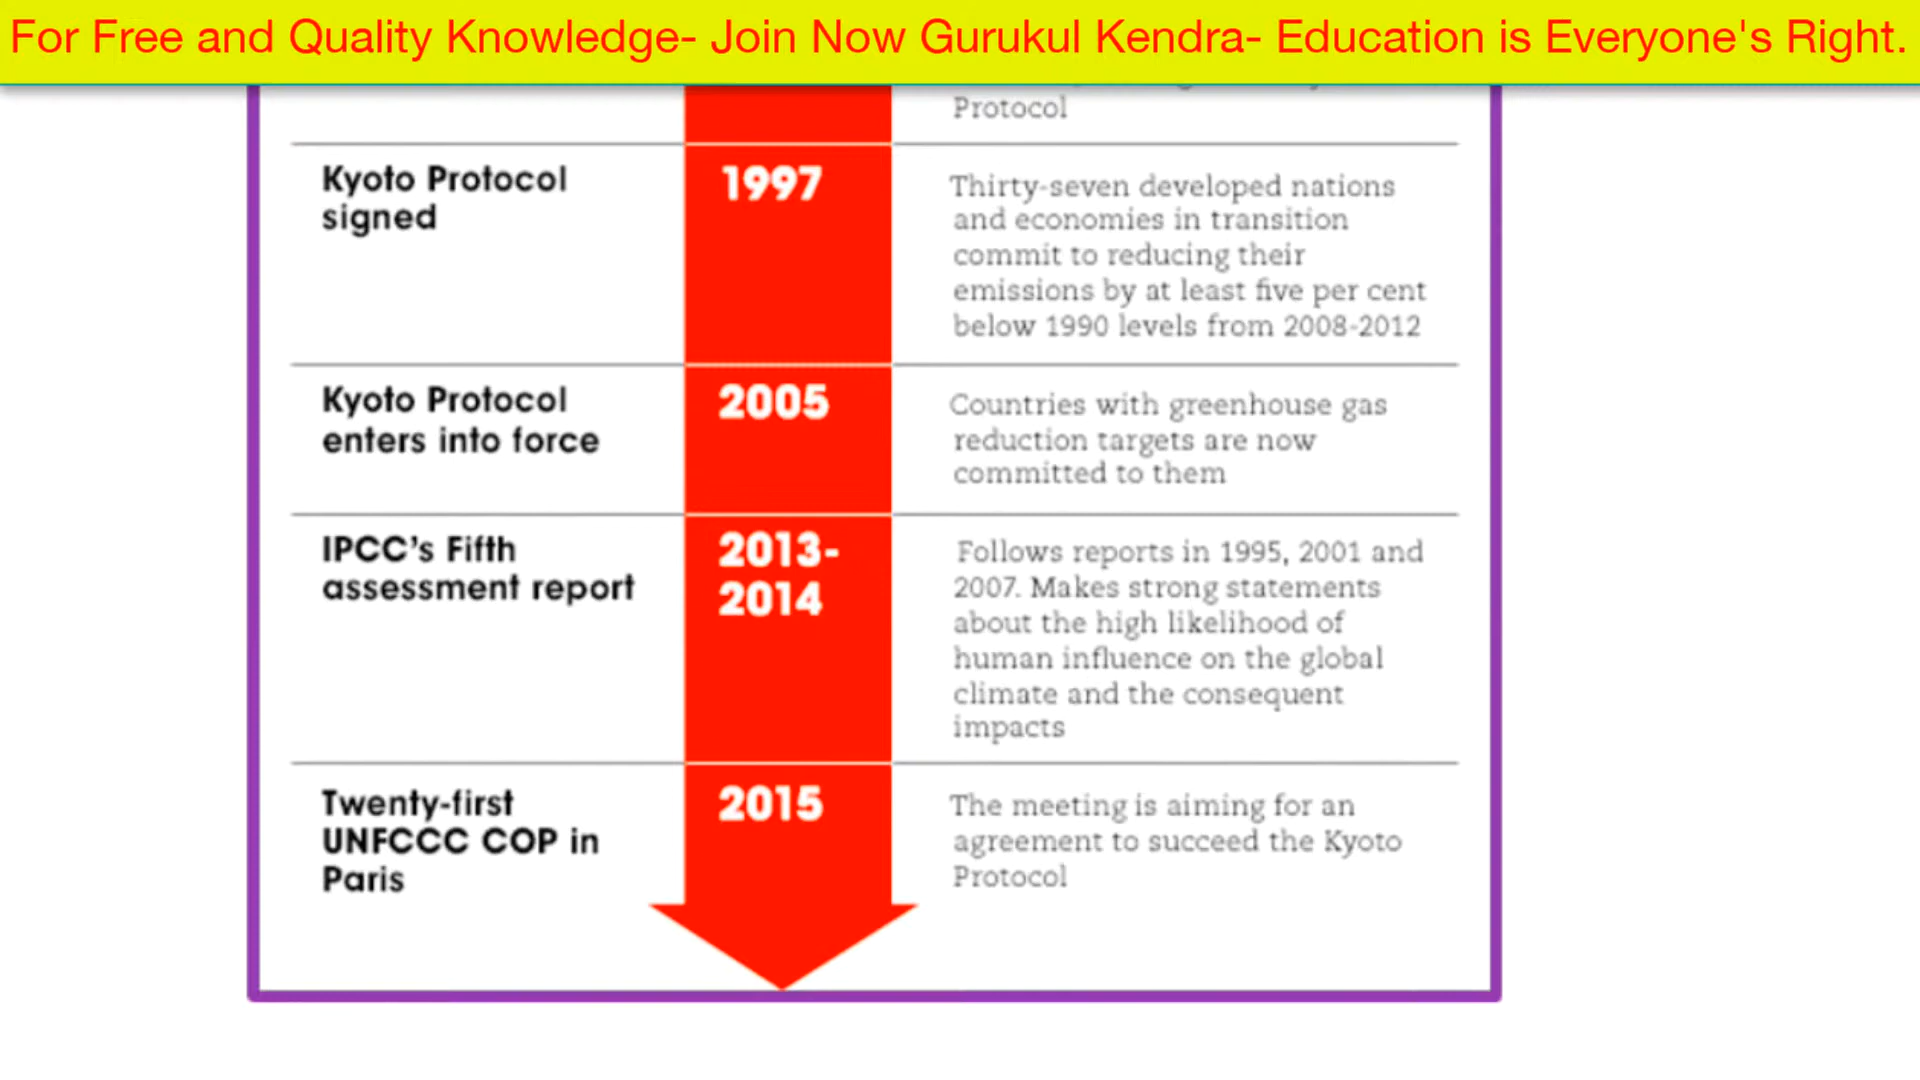 For Free and Quality Knowledge- Join Now Gurukul Kendra- Education is Everyone's Right.
Protocol
Kyoto Protocol
signed
1997
Thirty-seven developed nations
and economies in transition
commit to reducing their
emissions by at least five per cent
below 1990 levels from 2008-2012
Kyoto Protocol
enters into force
2005
Countries with greenhouse gas
reduction targets are now
committed to them
IPCC's Fifth
assessment report
2013-
2014
Follows reports in 1995, 2001 and
2007. Makes strong statements
about the high likelihood of
human influence on the global
climate and the consequent
impacts
Twenty-first
UNFCCC COP in
Paris
2015
The meeting is aiming for an
agreement to succeed the Kyoto
Protocol